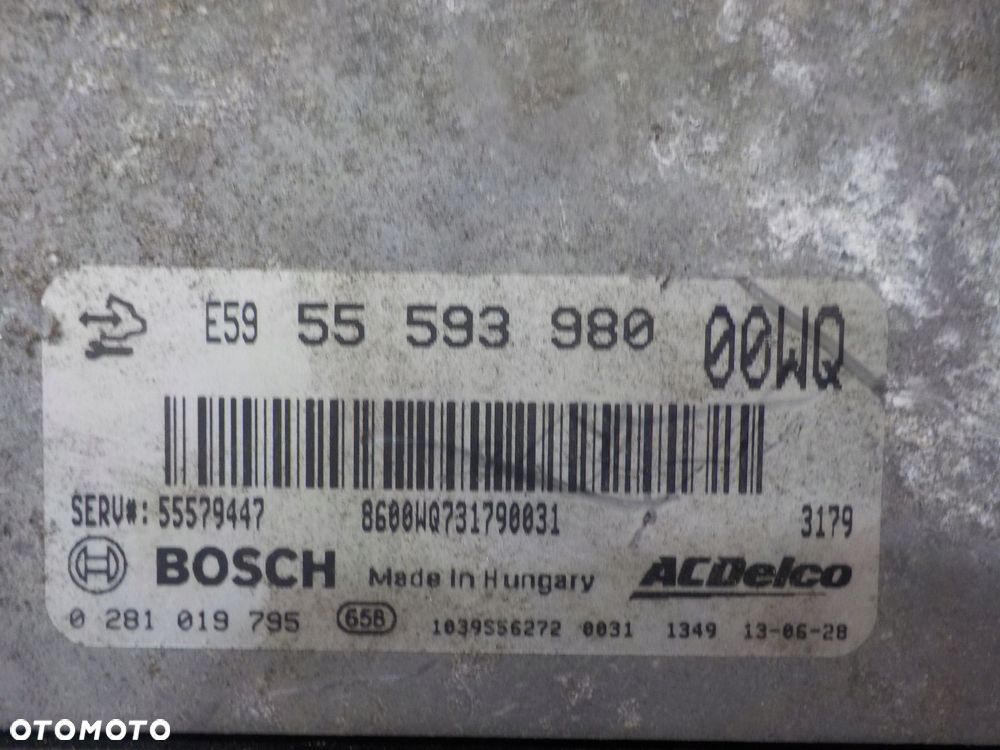 E59 55 593 980 00WQ
SERV#: 55579447 8600WQ731790031 3179
BOSCH Made in Hungary ACDelco
0 281 019 795 658 1039S56272 0031 1349 13-06-28
OTOMOTO OTOMOTO